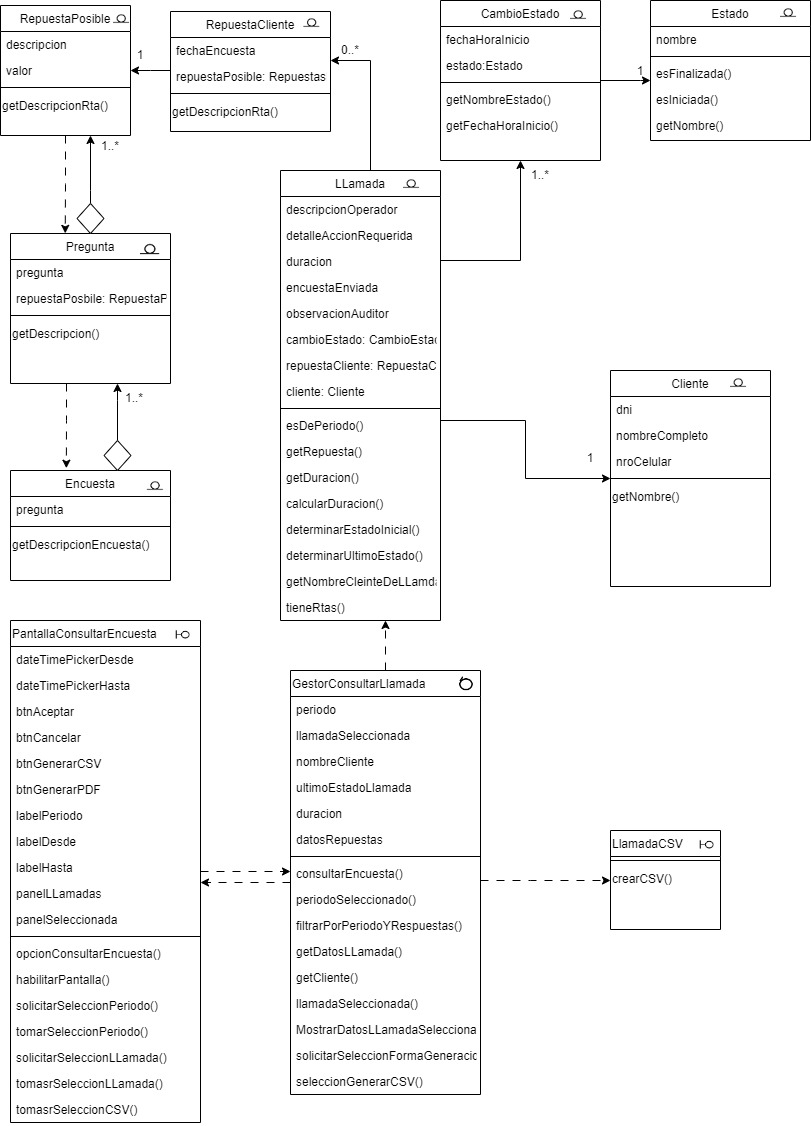 RepuestaPosible
descripcion
valor
getDescripcionRta()
1
RepuestaCliente
fechaEncuesta
repuestaPosible: Repuestas
getDescripcionRta()
0..*
CambioEstado
fechaHoraInicio
estado:Estado
getNombreEstado()
getFechaHoraInicio()
1
Estado
nombre
esFinalizada()
esIniciada()
getNombre()
1..*
1..*
Pregunta
pregunta
repuestaPosbile: RepuestaP
getDescripcion()
1..*
Encuesta
pregunta
getDescripcionEncuesta()
LLamada
descripcionOperador
detalleAccionRequerida
duracion
encuestaEnviada
observacionAuditor
cambioEstado: CambioEstad
repuestaCliente: RepuestaC
cliente: Cliente
esDePeriodo()
getRepuesta()
getDuracion()
calcularDuracion()
determinarEstadoInicial()
determinarUltimoEstado()
getNombreCleinteDeLLamda
tieneRtas()
1
Cliente
dni
nombreCompleto
nroCelular
getNombre()
PantallaConsultarEncuesta
dateTimePickerDesde
dateTimePickerHasta
btnAceptar
btnCancelar
btnGenerarCSV
btnGenerarPDF
labelPeriodo
labelDesde
labelHasta
panelLLamadas
panelSeleccionada
opcionConsultarEncuesta()
habilitarPantalla()
solicitarSeleccionPeriodo()
tomarSeleccionPeriodo()
solicitarSeleccionLLamada()
tomasrSeleccionLLamada()
tomasrSeleccionCSV()
GestorConsultarLlamada
periodo
llamadaSeleccionada
nombreCliente
ultimoEstadoLlamada
duracion
datosRepuestas
consultarEncuesta()
periodoSeleccionado()
filtrarPorPeriodoYRespuestas()
getDatosLLamada()
getCliente()
llamadaSeleccionada()
MostrarDatosLLamadaSelecciona
solicitarSeleccionFormaGeneracio
seleccionGenerarCSV()
LlamadaCSV
crearCSV()